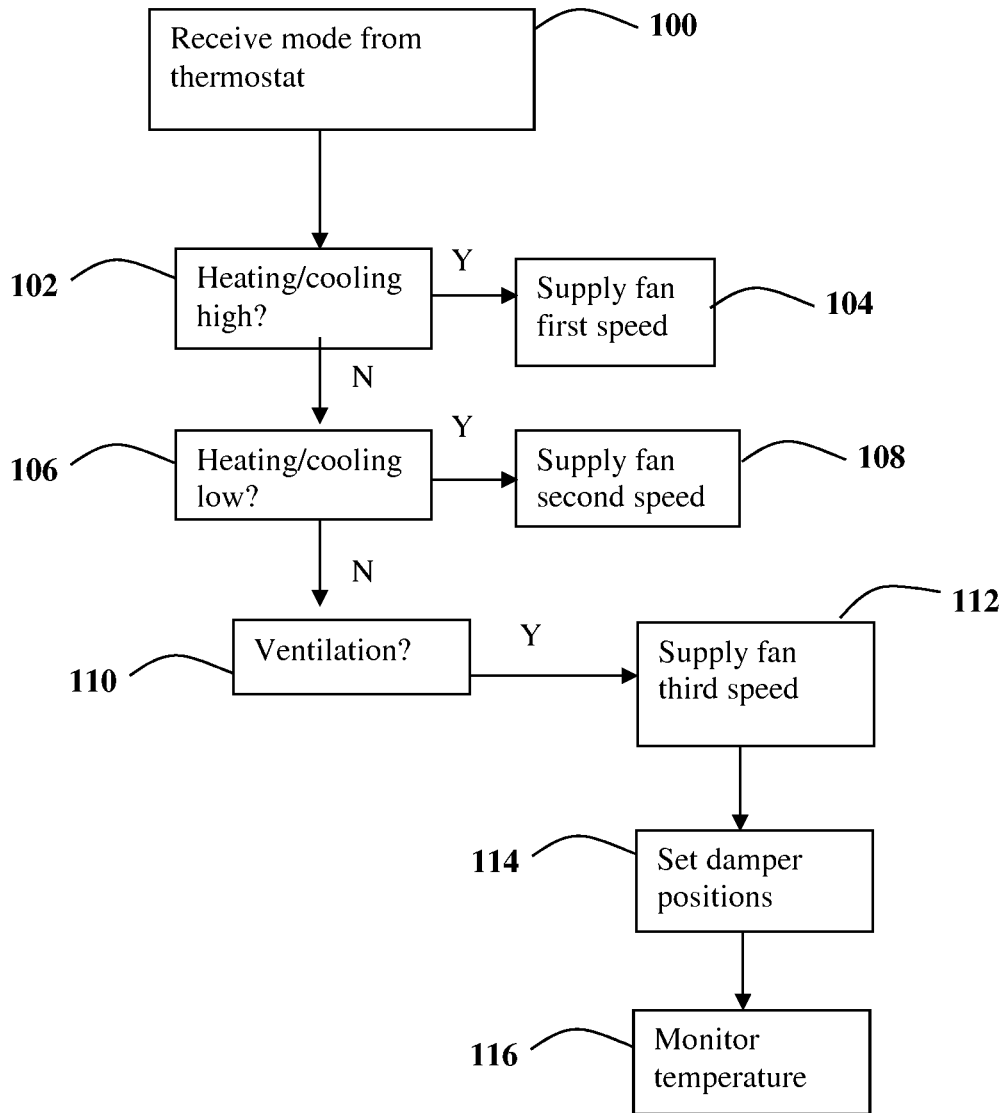 Receive mode from
thermostat
100
102
Heating/cooling
high?
Y
Supply fan
first speed
104
N
106
Heating/cooling
low?
Y
Supply fan
second speed
108
N
110
Ventilation?
Y
Supply fan
third speed
112
114
Set damper
positions
116
Monitor
temperature